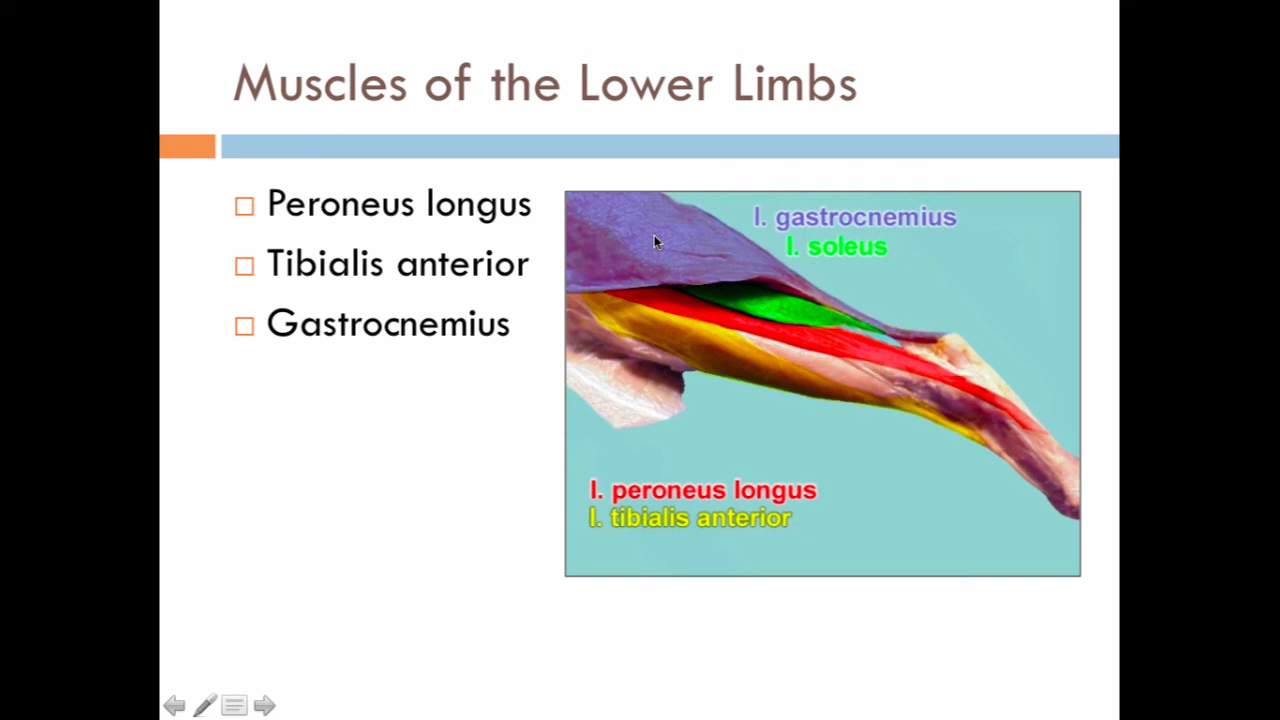 Muscles of the Lower Limbs
Peroneus longus
Tibialis anterior
Gastrocnemius
l. gastrocnemius
l. soleus
l. peroneus longus
l. tibialis anterior